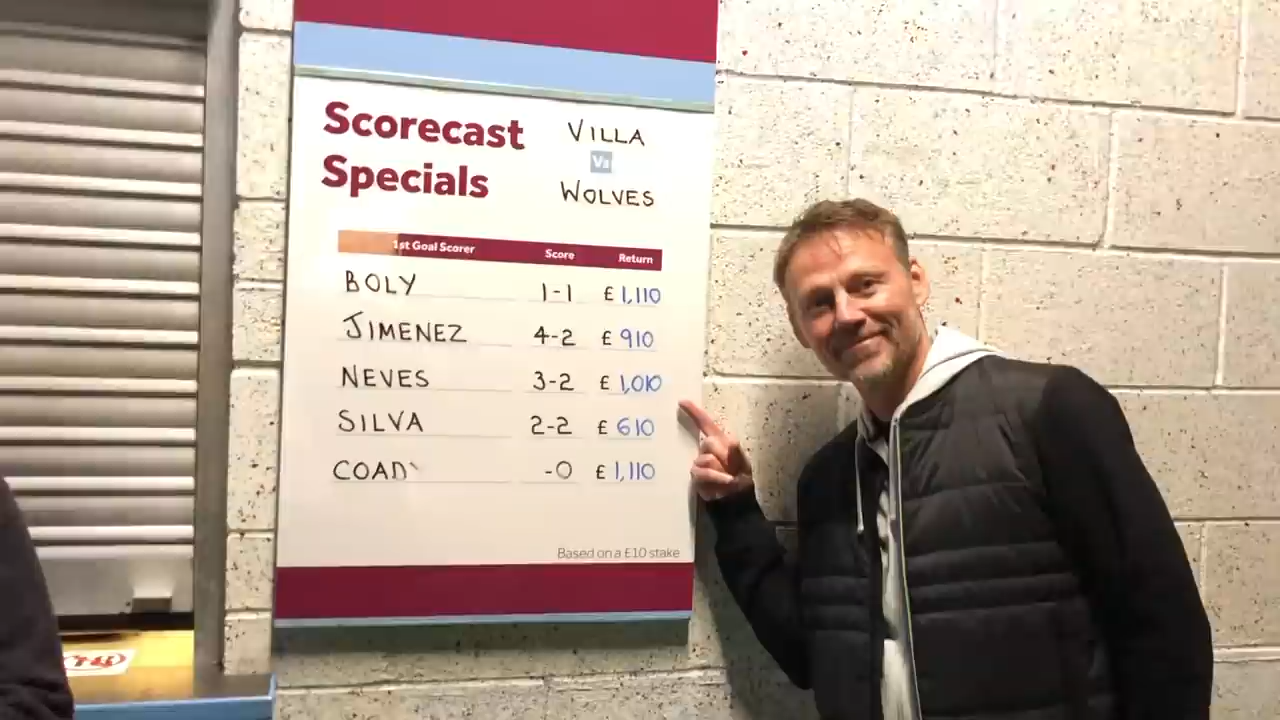 Scorecast
Specials
VILLA
Vs
WOLVES
1st Goal Scorer Score Return
BOLY 1-1 £ 1,110
JIMENEZ 4-2 £ 910
NEVES 3-2 £ 1,010
SILVA 2-2 £ 610
COAD -0 £ 1,110
Based on a £10 stake